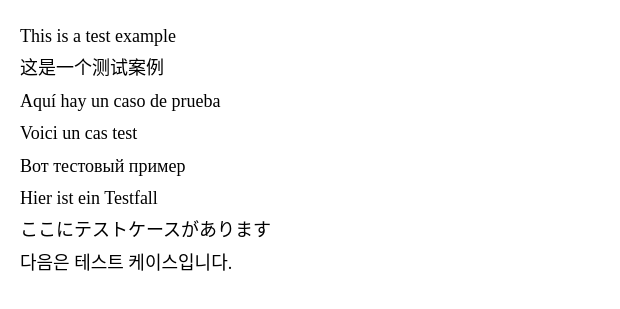 This is a test example
这是一个测试案例
Aquí hay un caso de prueba
Voici un cas test
Вот тестовый пример
Hier ist ein Testfall
ここにテストケースがあります
다음은 테스트 케이스입니다.